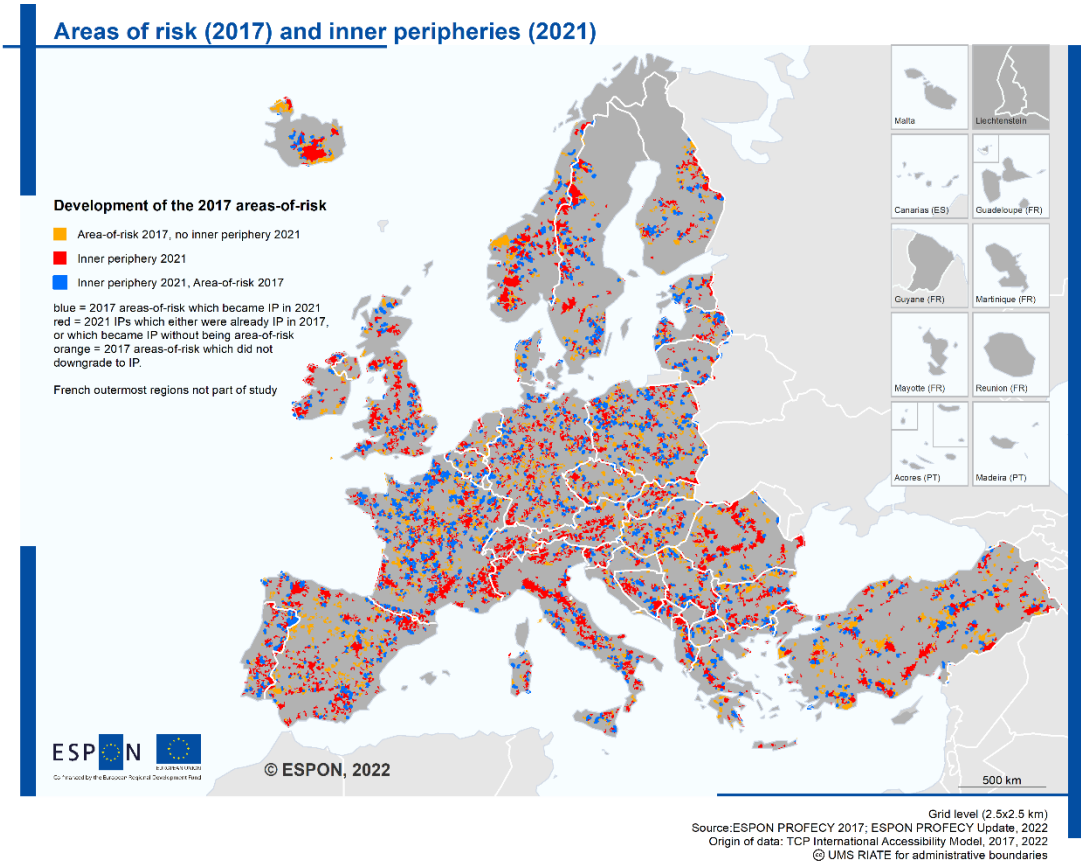 Areas of risk (2017) and inner peripheries (2021)
Malta
Liechtenstein
Canarias (ES)
Guadeloupe (FR)
Guyane (FR)
Martinique (FR)
Mayotte (FR)
Reunion (FR)
Acores (PT)
Madeira (PT)
Development of the 2017 areas-of-risk
Area-of-risk 2017, no inner periphery 2021
Inner periphery 2021
Inner periphery 2021, Area-of-risk 2017
blue = 2017 areas-of-risk which became IP in 2021
red = 2021 IPs which either were already IP in 2017,
or which became IP without being area-of-risk
orange = 2017 areas-of-risk which did not
downgrade to IP.
French outermost regions not part of study
ESPON
EUROPEAN UNION
Co-financed by the European Regional Development Fund
© ESPON, 2022
500 km
Grid level (2.5x2.5 km)
Source:ESPON PROFECY 2017; ESPON PROFECY Update, 2022
Origin of data: TCP International Accessibility Model, 2017, 2022
🅭 UMS RIATE for administrative boundaries